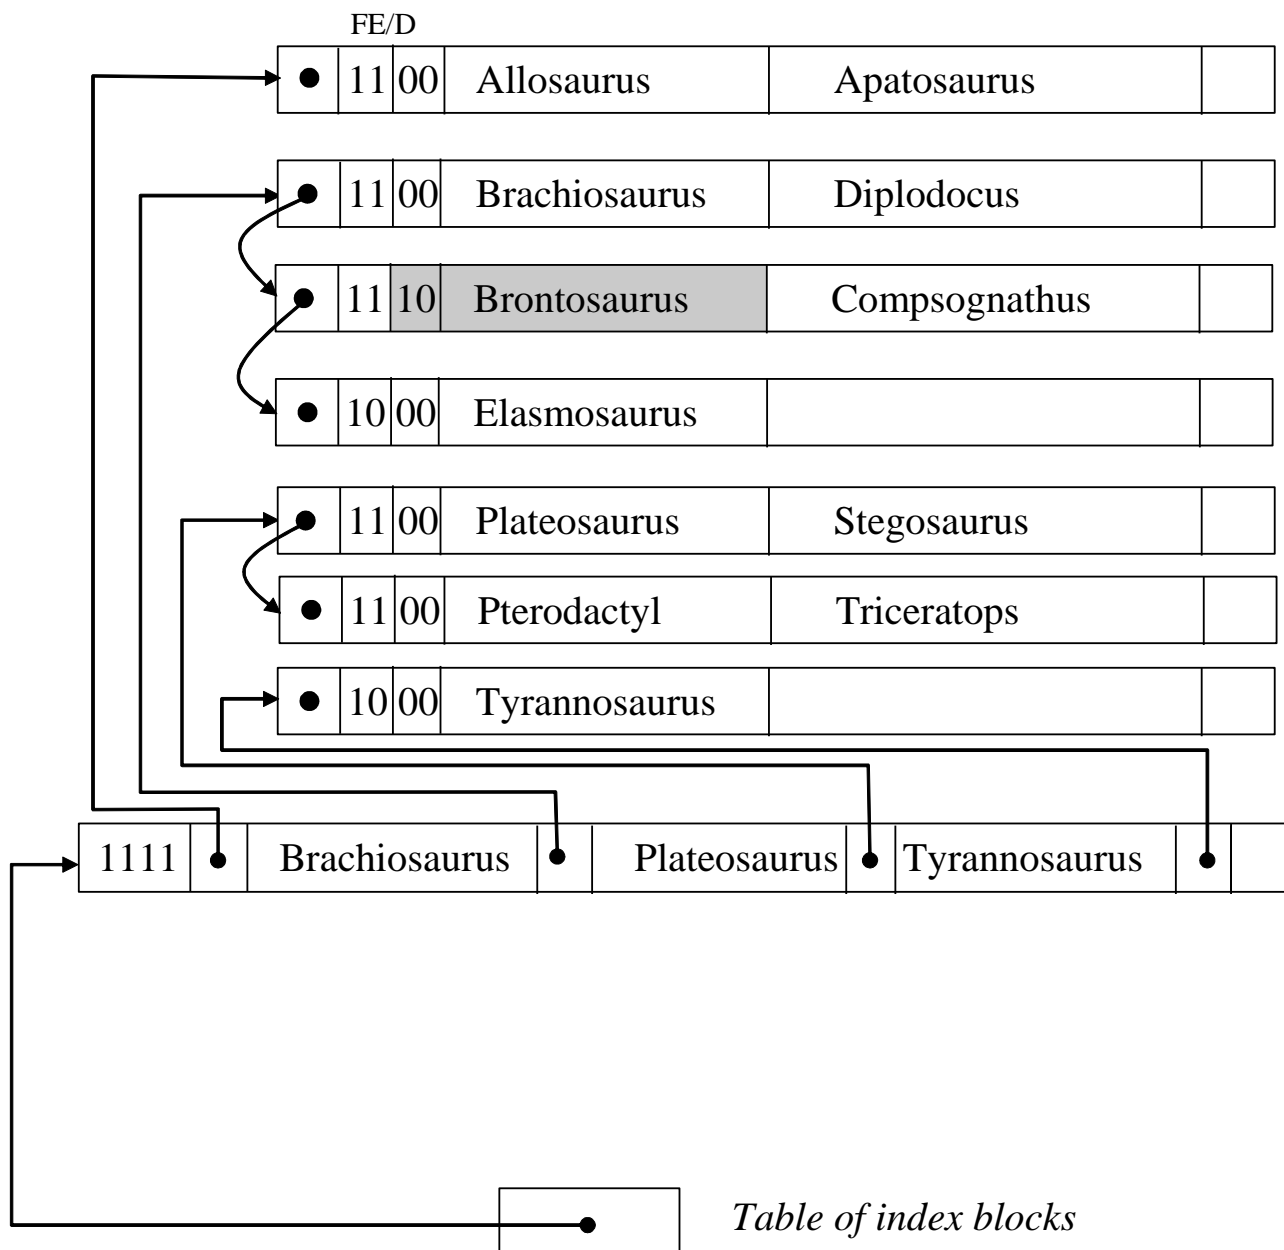 FE/D
11 00 Allosaurus Apatosaurus
11 00 Brachiosaurus Diplodocus
11 10 Brontosaurus Compsognathus
10 00 Elasmosaurus
11 00 Plateosaurus Stegosaurus
11 00 Pterodactyl Triceratops
10 00 Tyrannosaurus
1111 Brachiosaurus Plateosaurus Tyrannosaurus
Table of index blocks